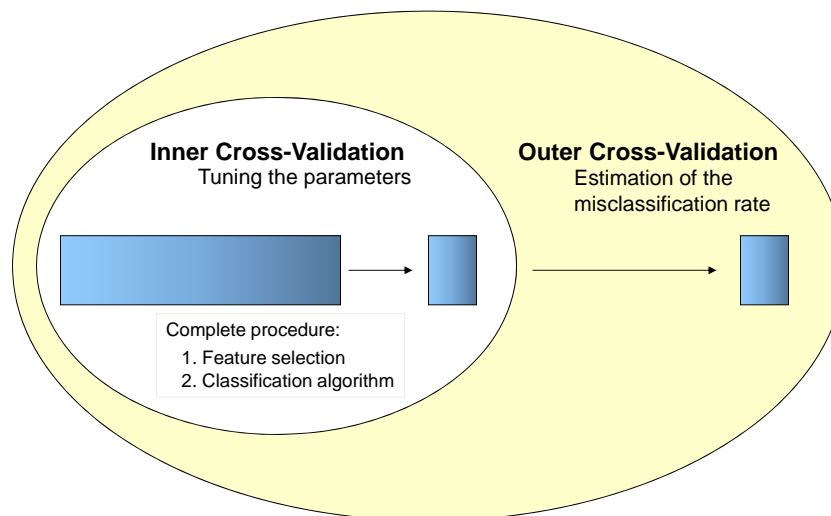 Inner Cross-Validation
Tuning the parameters
Outer Cross-Validation
Estimation of the
misclassification rate
Complete procedure:
1. Feature selection
2. Classification algorithm